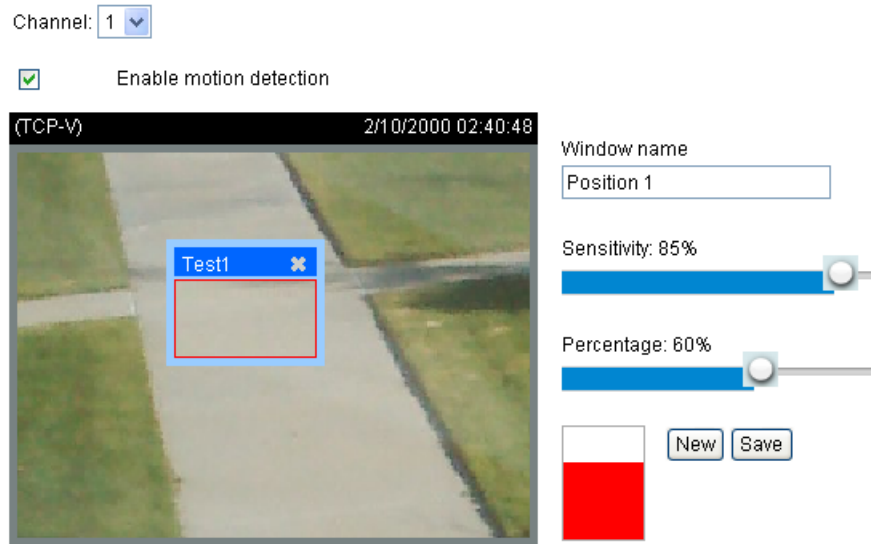 Channel: 1
Enable motion detection
(TCP-V) 2/10/2000 02:40:48
Window name
Position 1
Test1
Sensitivity: 85%
Percentage: 60%
New Save